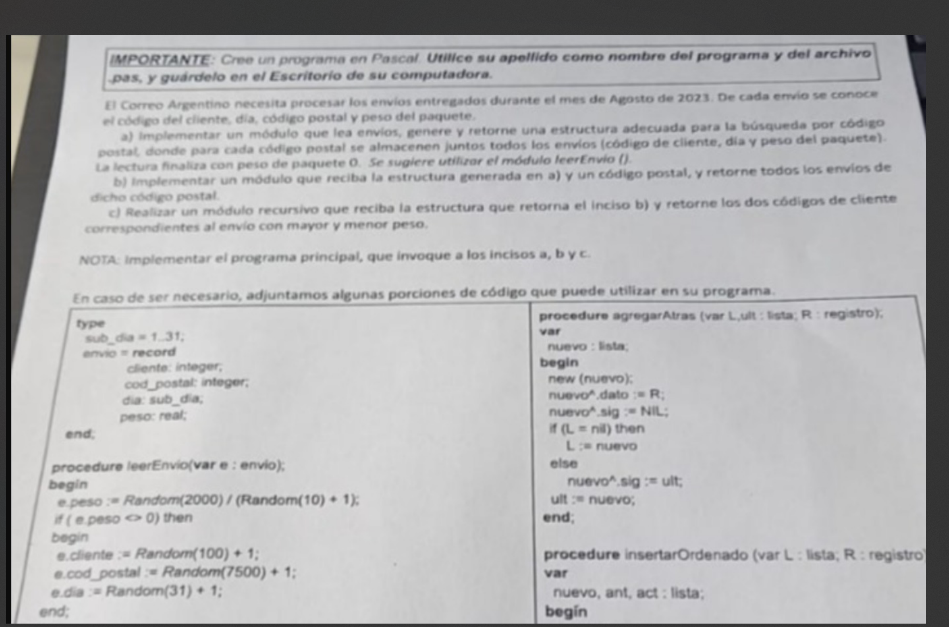 IMPORTANTE: Cree un programa en Pascal. Utilice su apellido como nombre del programa y del archivo
.pas, y guárdelo en el Escritorio de su computadora.
El Correo Argentino necesita procesar los envíos entregados durante el mes de Agosto de 2023. De cada envío se conoce
el código del cliente, día, código postal y peso del paquete.
a) Implementar un módulo que lea envíos, genere y retorne una estructura adecuada para la búsqueda por código
postal, donde para cada código postal se almacenen juntos todos los envíos (código de cliente, día y peso del paquete).
La lectura finaliza con peso de paquete 0. Se sugiere utilizar el módulo leerEnvio ().
b) Implementar un módulo que reciba la estructura generada en a) y un código postal, y retorne todos los envíos de
dicho código postal.
c) Realizar un módulo recursivo que reciba la estructura que retorna el inciso b) y retorne los dos códigos de cliente
correspondientes al envío con mayor y menor peso.
NOTA: Implementar el programa principal, que invoque a los incisos a, b y c.
En caso de ser necesario, adjuntamos algunas porciones de código que puede utilizar en su programa.
type
sub_dia = 1..31;
envio = record
cliente: integer;
cod_postal: integer;
dia: sub_dia;
peso: real;
end;
procedure leerEnvio(var e : envio);
begin
e.peso := Random(2000) / (Random(10) + 1);
if ( e.peso <> 0) then
begin
e.cliente := Random(100) + 1;
e.cod_postal := Random(7500) + 1;
e.dia := Random(31) + 1;
end;
procedure agregarAtras (var L,ult : lista; R : registro);
var
nuevo : lista;
begin
new (nuevo);
nuevo^.dato := R;
nuevo^.sig := NIL;
if (L = nil) then
L := nuevo
else
nuevo^.sig := ult;
ult := nuevo;
end;
procedure insertarOrdenado (var L : lista; R : registro
var
nuevo, ant, act : lista;
begin